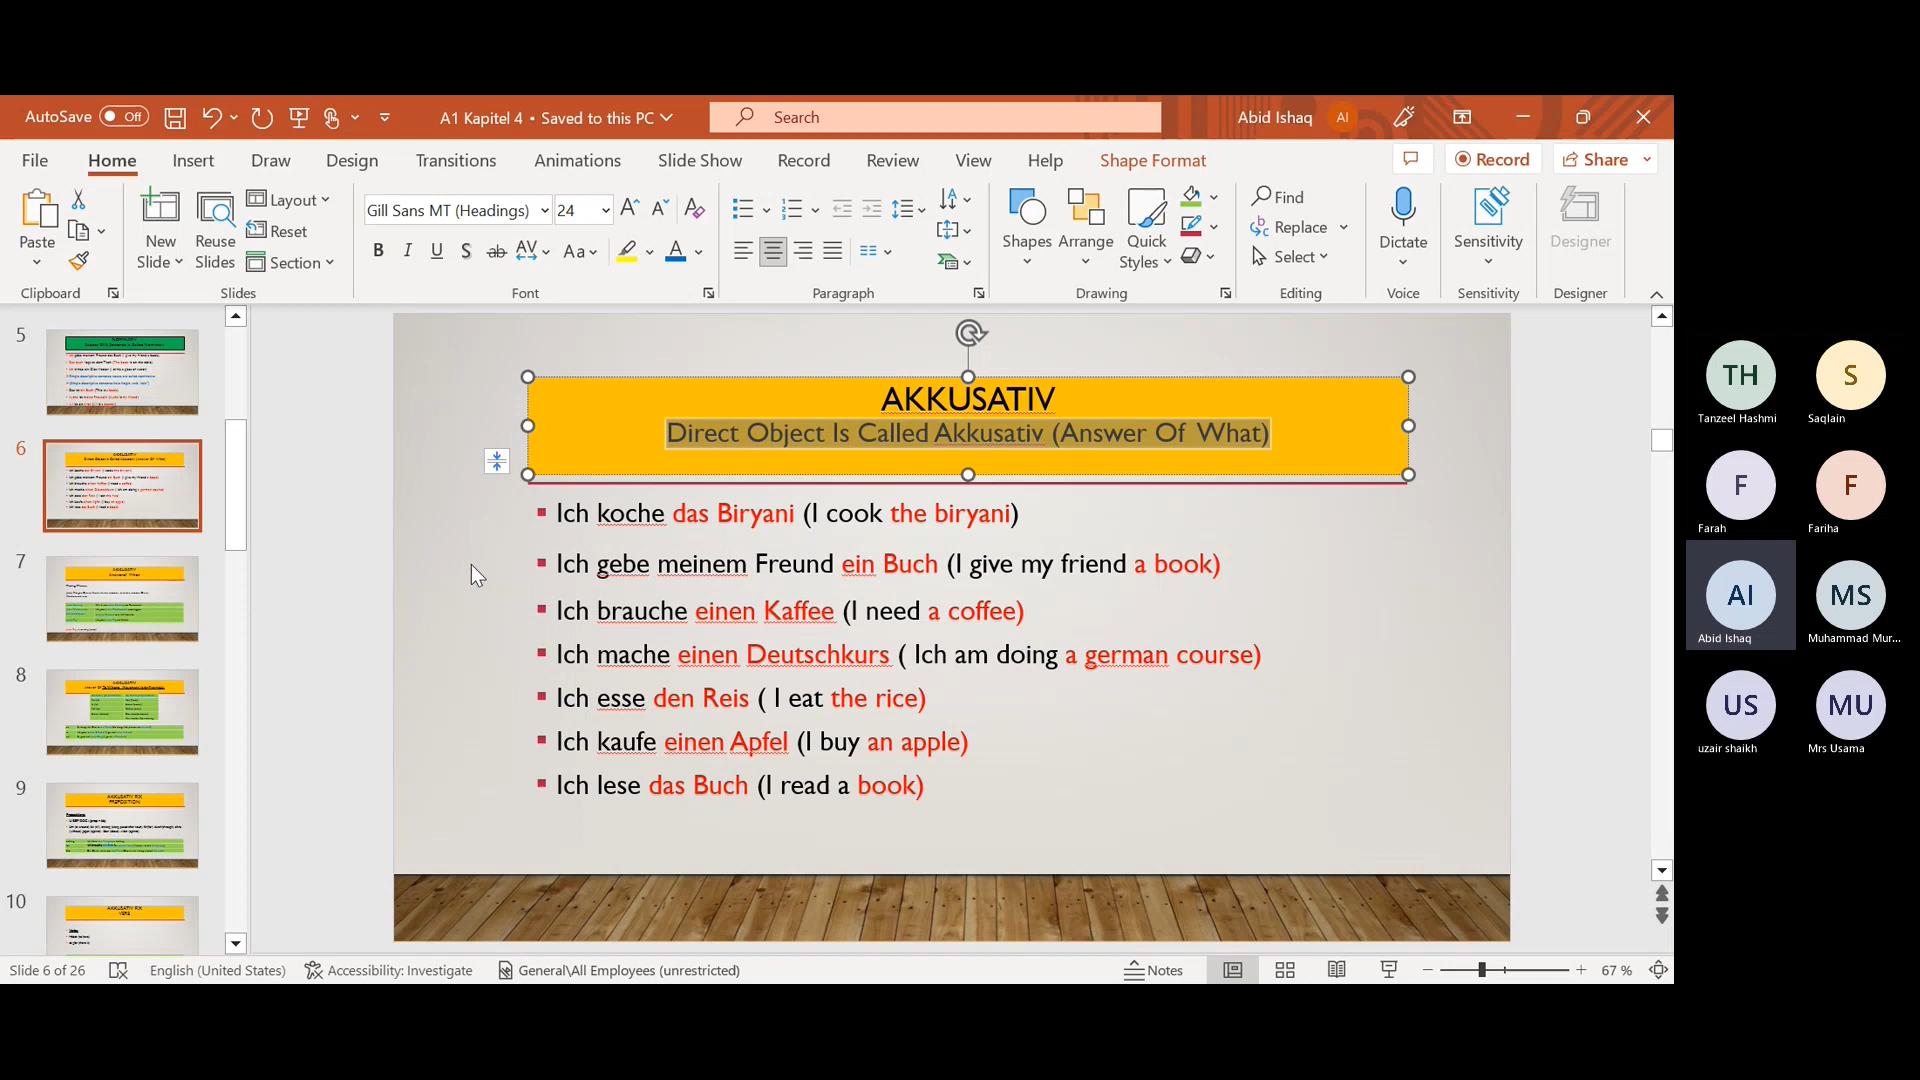 AutoSave Off A1 Kapitel 4 • Saved to this PC Search Abid Ishaq AI
File Home Insert Draw Design Transitions Animations Slide Show Record Review View Help Shape Format Record Share
Paste
New Slide
Reuse Slides
Layout
Reset
Section
Gill Sans MT (Headings) 24
B I U S ab AV Aa A
Shapes Arrange Quick Styles
Find
Replace
Select
Dictate Sensitivity Designer
Clipboard Slides Font Paragraph Drawing Editing Voice Sensitivity Designer
5
6
7
8
9
10
AKKUSATIV
Direct Object Is Called Akkusativ (Answer Of What)
Ich koche das Biryani (I cook the biryani)
Ich gebe meinem Freund ein Buch (I give my friend a book)
Ich brauche einen Kaffee (I need a coffee)
Ich mache einen Deutschkurs ( Ich am doing a german course)
Ich esse den Reis ( I eat the rice)
Ich kaufe einen Apfel (I buy an apple)
Ich lese das Buch (I read a book)
Slide 6 of 26 English (United States) Accessibility: Investigate General\All Employees (unrestricted) Notes 67 %
TH S
Tanzeel Hashmi Saqlain
F F
Farah Fariha
AI MS
Abid Ishaq Muhammad Mur...
US MU
uzair shaikh Mrs Usama